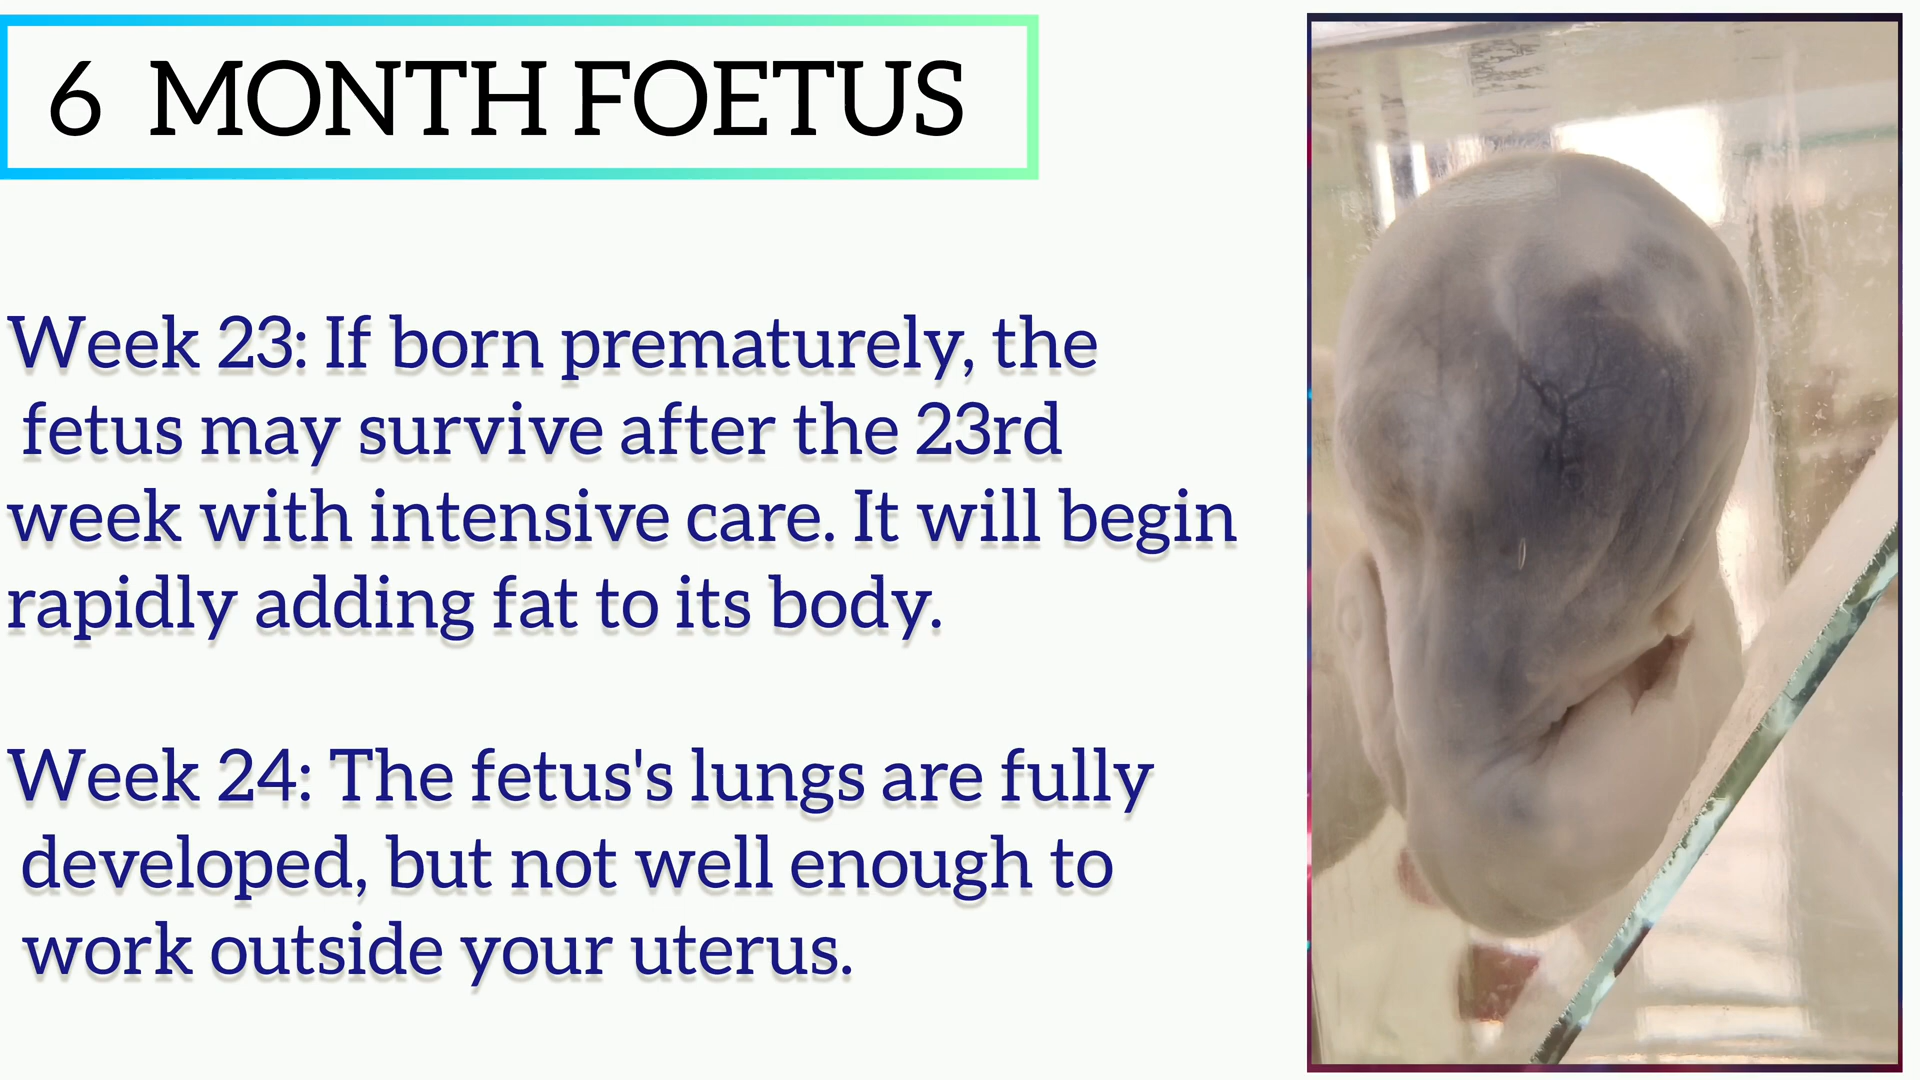 6 MONTH FOETUS
Week 23: If born prematurely, the
fetus may survive after the 23rd
week with intensive care. It will begin
rapidly adding fat to its body.
Week 24: The fetus's lungs are fully
developed, but not well enough to
work outside your uterus.